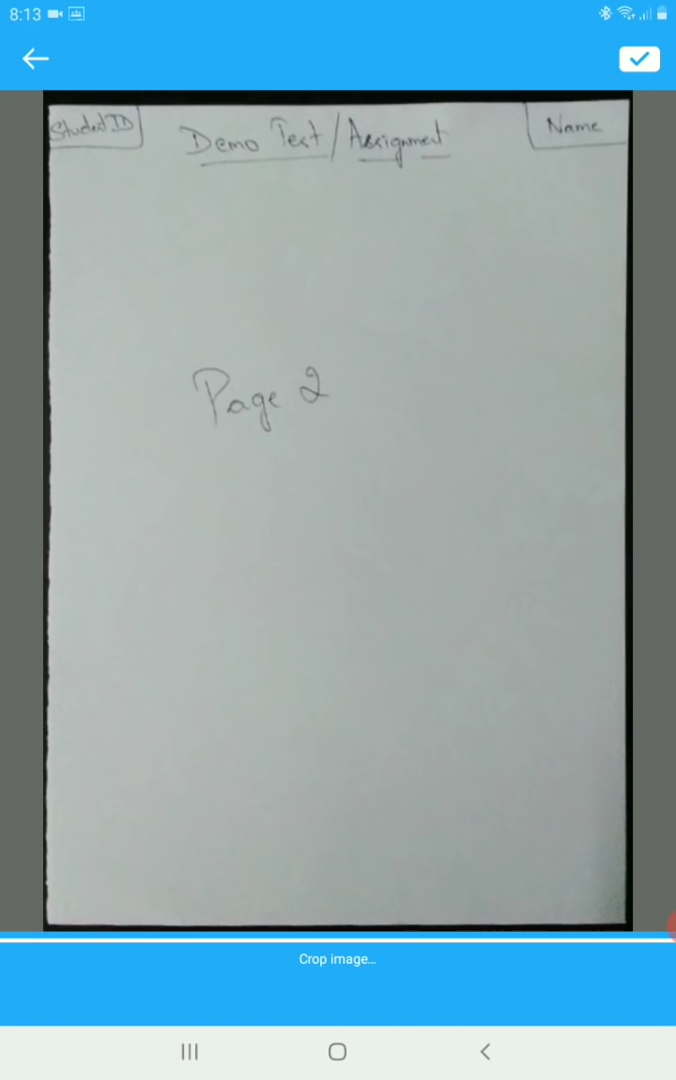 8:13
Student ID
Demo Test / Assignment
Name
Page 2
Crop image...